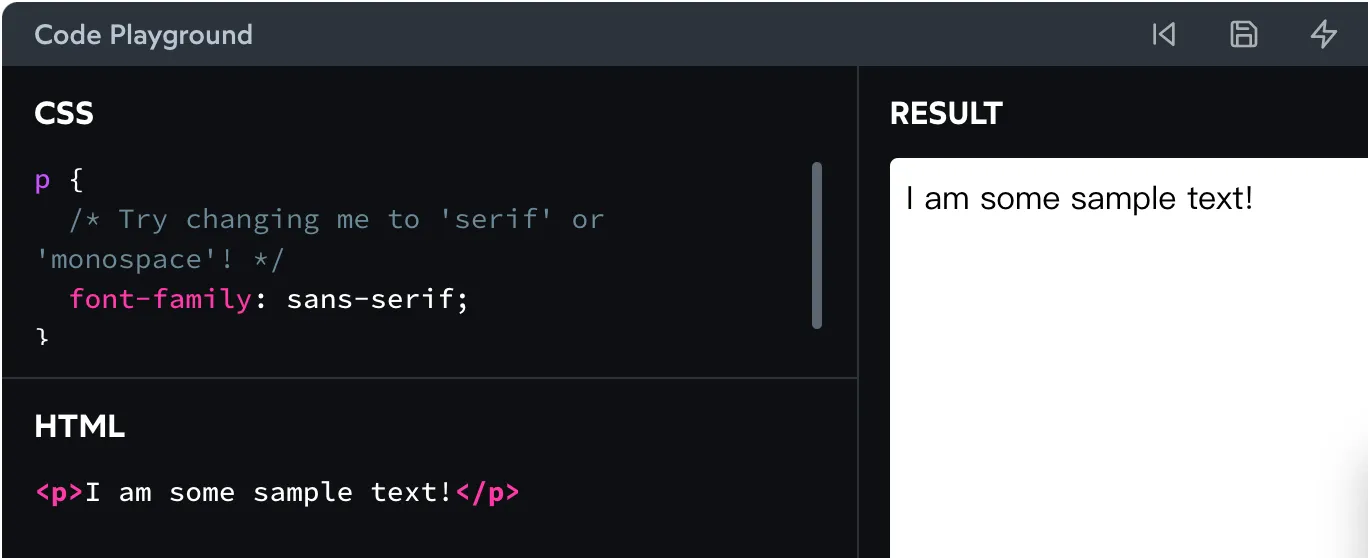 Code Playground
CSS
p {
/* Try changing me to 'serif' or
'monospace'! */
font-family: sans-serif;
}
HTML
<p>I am some sample text!</p>
RESULT
I am some sample text!